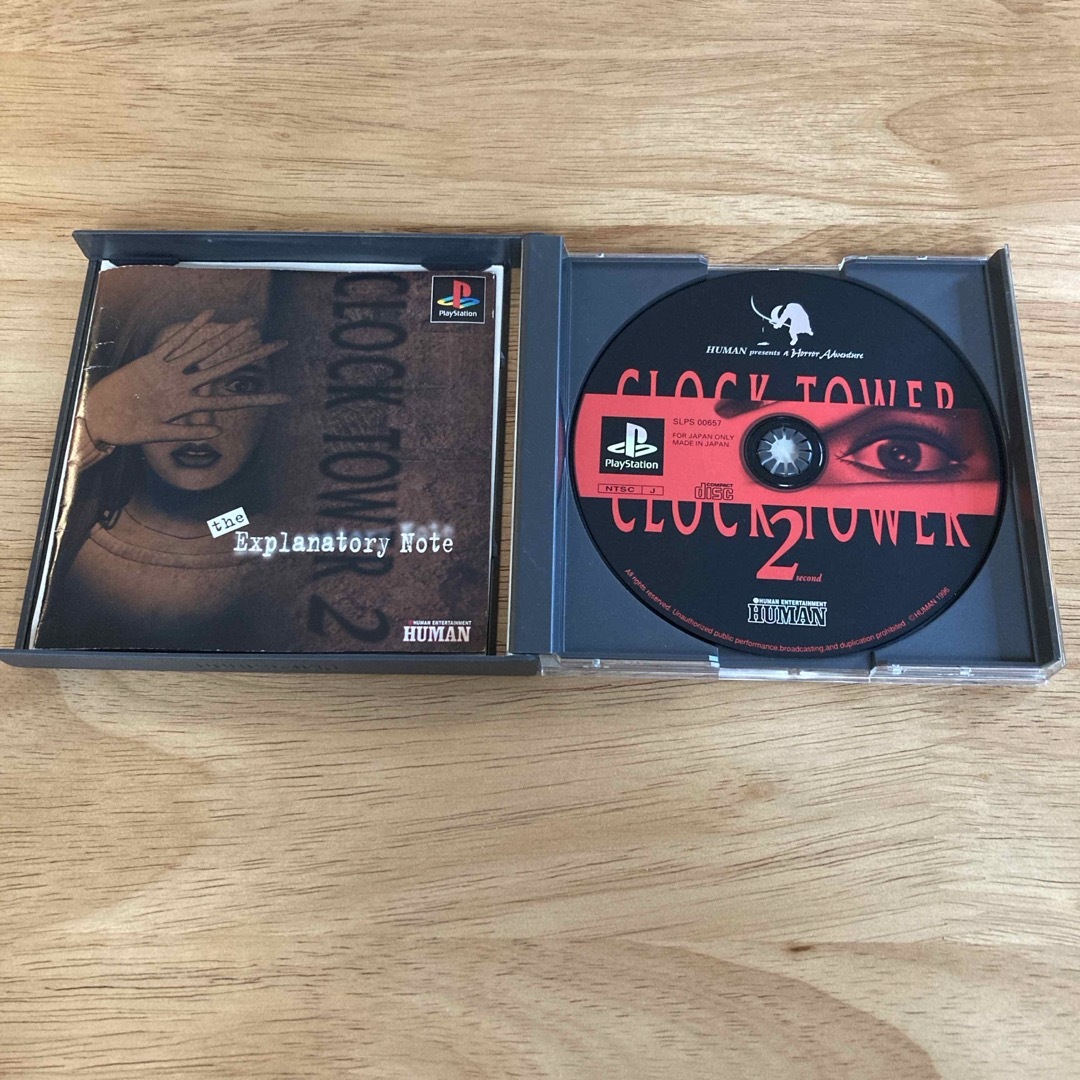 PlayStation
CLOCK TOWER 2
the
Explanatory Note
HUMAN ENTERTAINMENT
HUMAN
HUMAN presents a Horror Adventure
CLOCK TOWER
SLPS 00657
FOR JAPAN ONLY
MADE IN JAPAN
PlayStation
NTSC J
COMPACT
disc
CLOCK TOWER
2
second
HUMAN ENTERTAINMENT
HUMAN
All rights reserved. Unauthorized public performance,broadcasting,and duplication prohibited. © HUMAN 1996